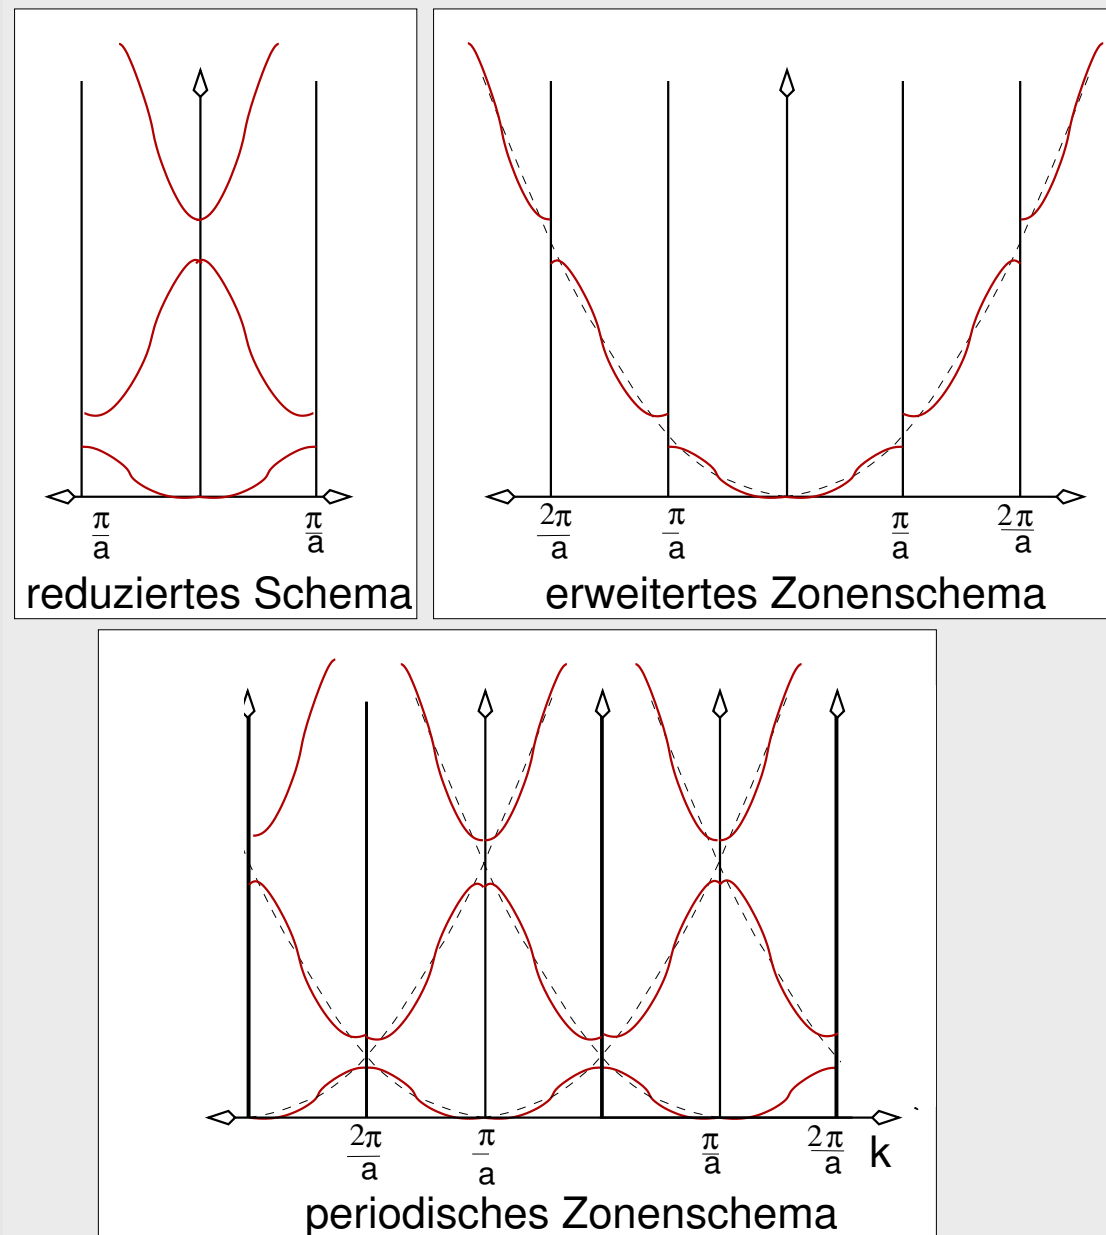 π/a π/a
reduziertes Schema
2π/a π/a π/a 2π/a
erweitertes Zonenschema
2π/a π/a π/a 2π/a k
periodisches Zonenschema